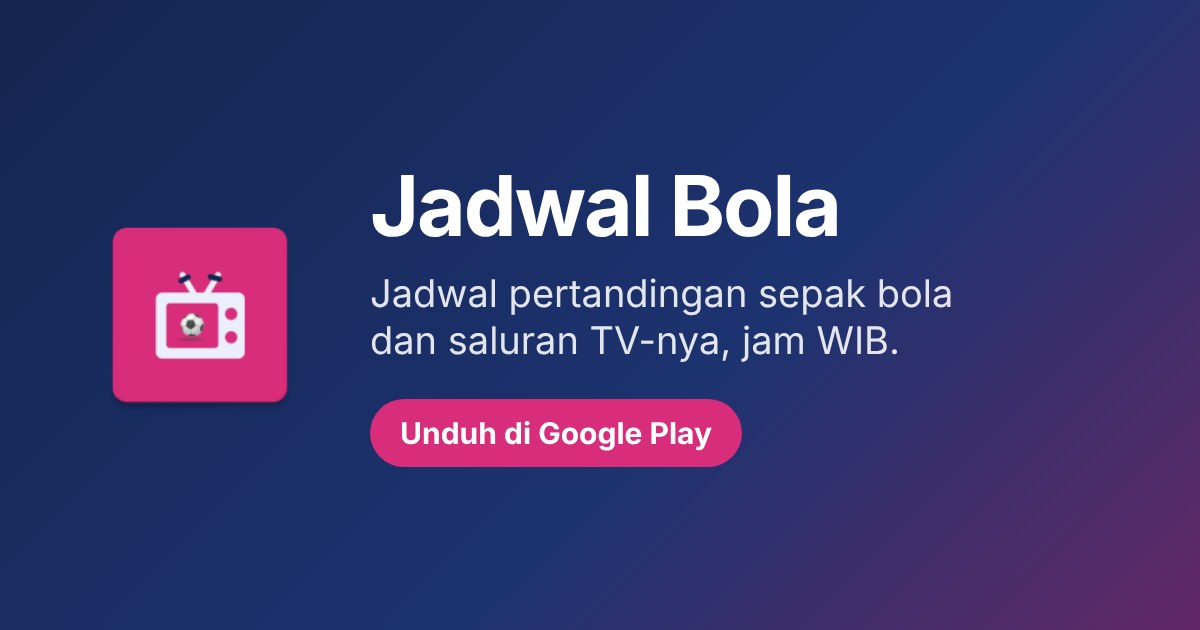 Jadwal Bola
Jadwal pertandingan sepak bola
dan saluran TV-nya, jam WIB.
Unduh di Google Play